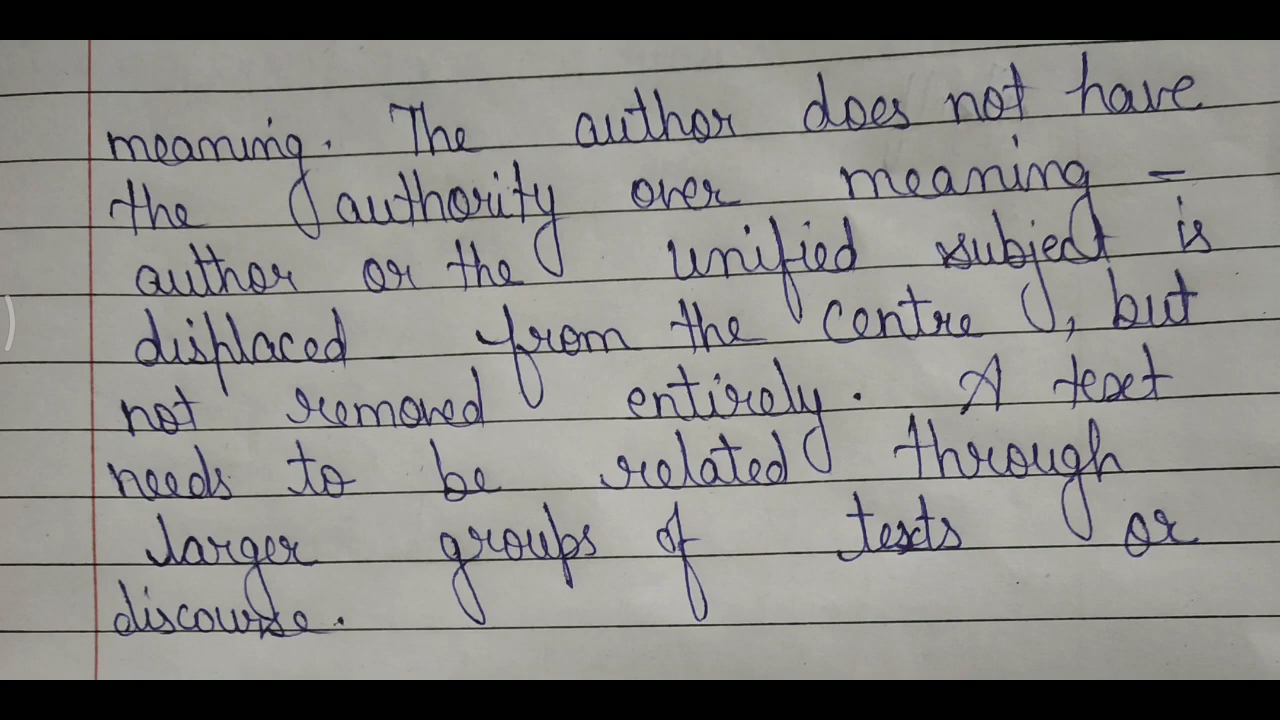 meaning. The author does not have
the authority over meaning -
author or the unified subject is
displaced from the centre, but
not removed entirely. A text
needs to be related through
larger groups of texts or
discourse.